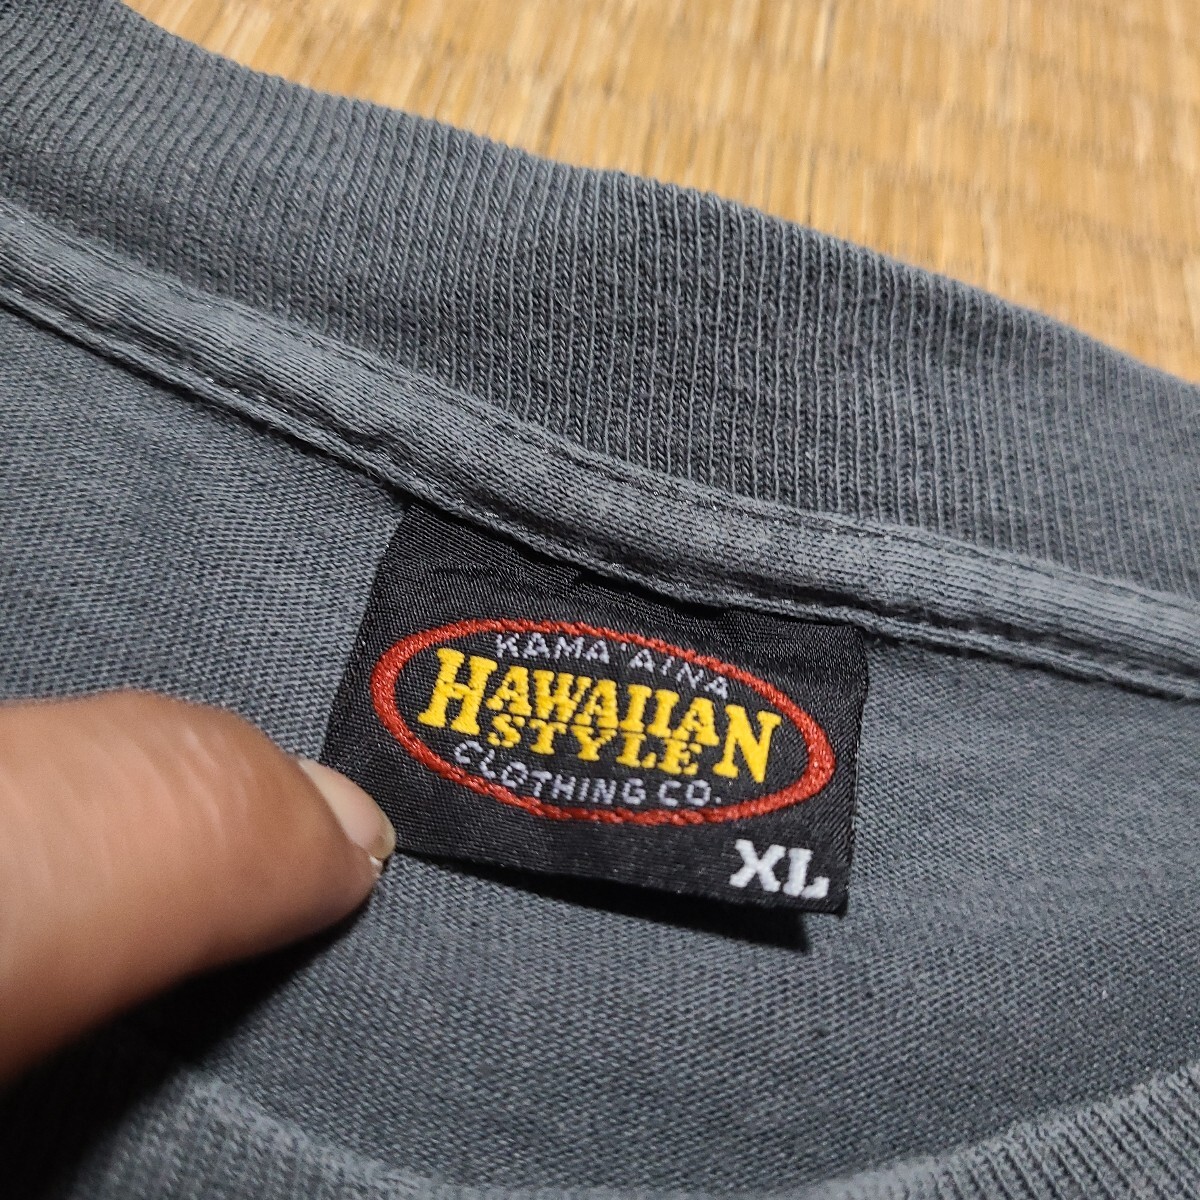 KAMA'AINA
HAWAIIAN
STYLE
CLOTHING CO.
XL